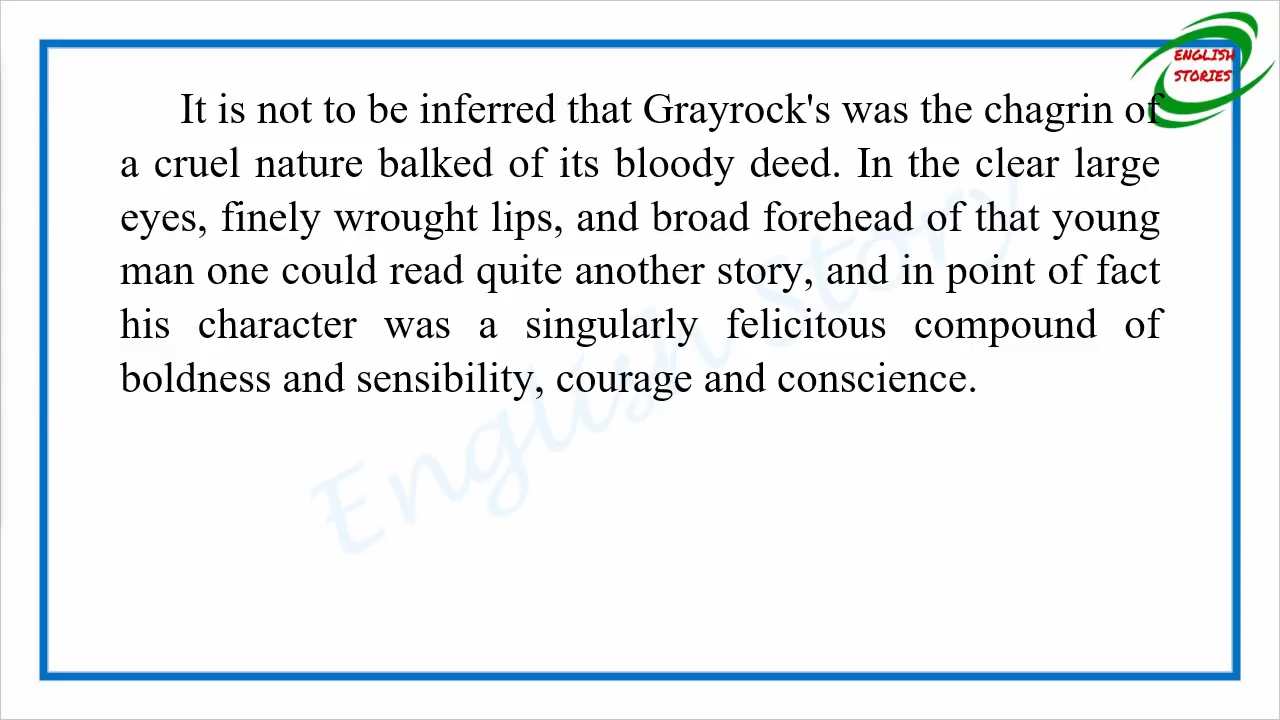 ENGLISH
STORIES
It is not to be inferred that Grayrock's was the chagrin of
a cruel nature balked of its bloody deed. In the clear large
eyes, finely wrought lips, and broad forehead of that young
man one could read quite another story, and in point of fact
his character was a singularly felicitous compound of
boldness and sensibility, courage and conscience.
English Story